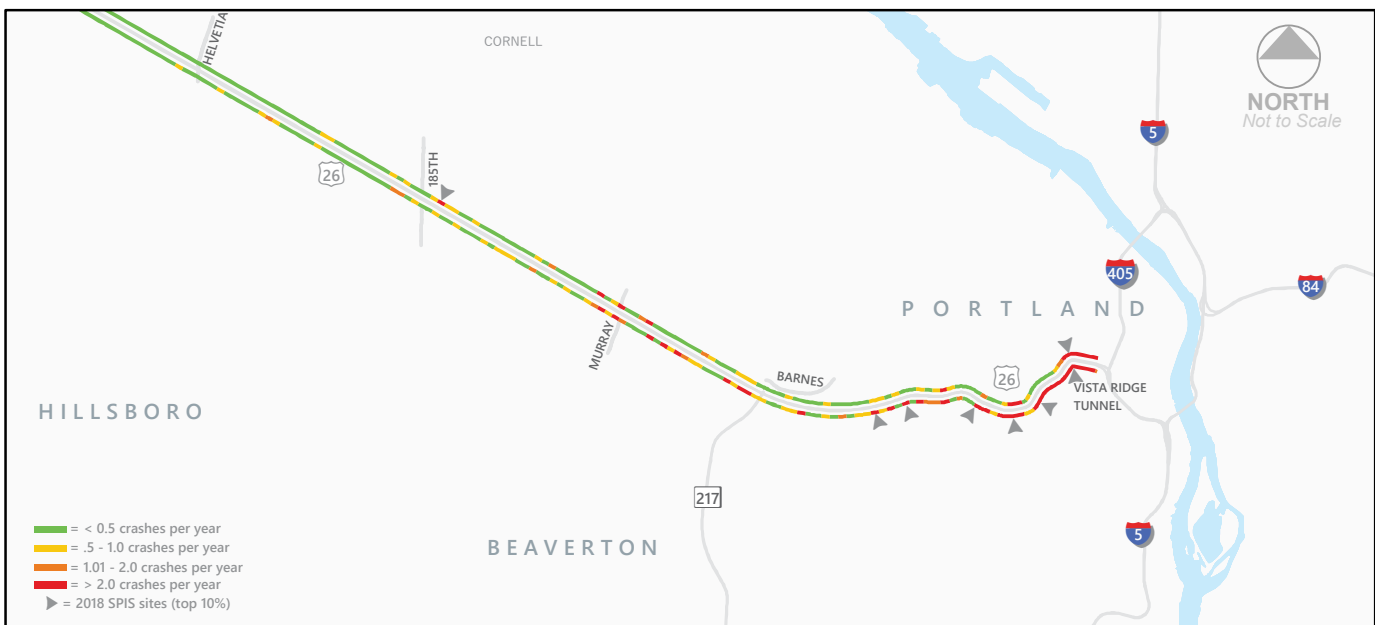 HELVETIA
CORNELL
NORTH
Not to Scale
5
26
185TH
405
84
PORTLAND
MURRAY
BARNES
26
VISTA RIDGE
TUNNEL
HILLSBORO
217
BEAVERTON
5
= < 0.5 crashes per year
= .5 - 1.0 crashes per year
= 1.01 - 2.0 crashes per year
= > 2.0 crashes per year
= 2018 SPIS sites (top 10%)